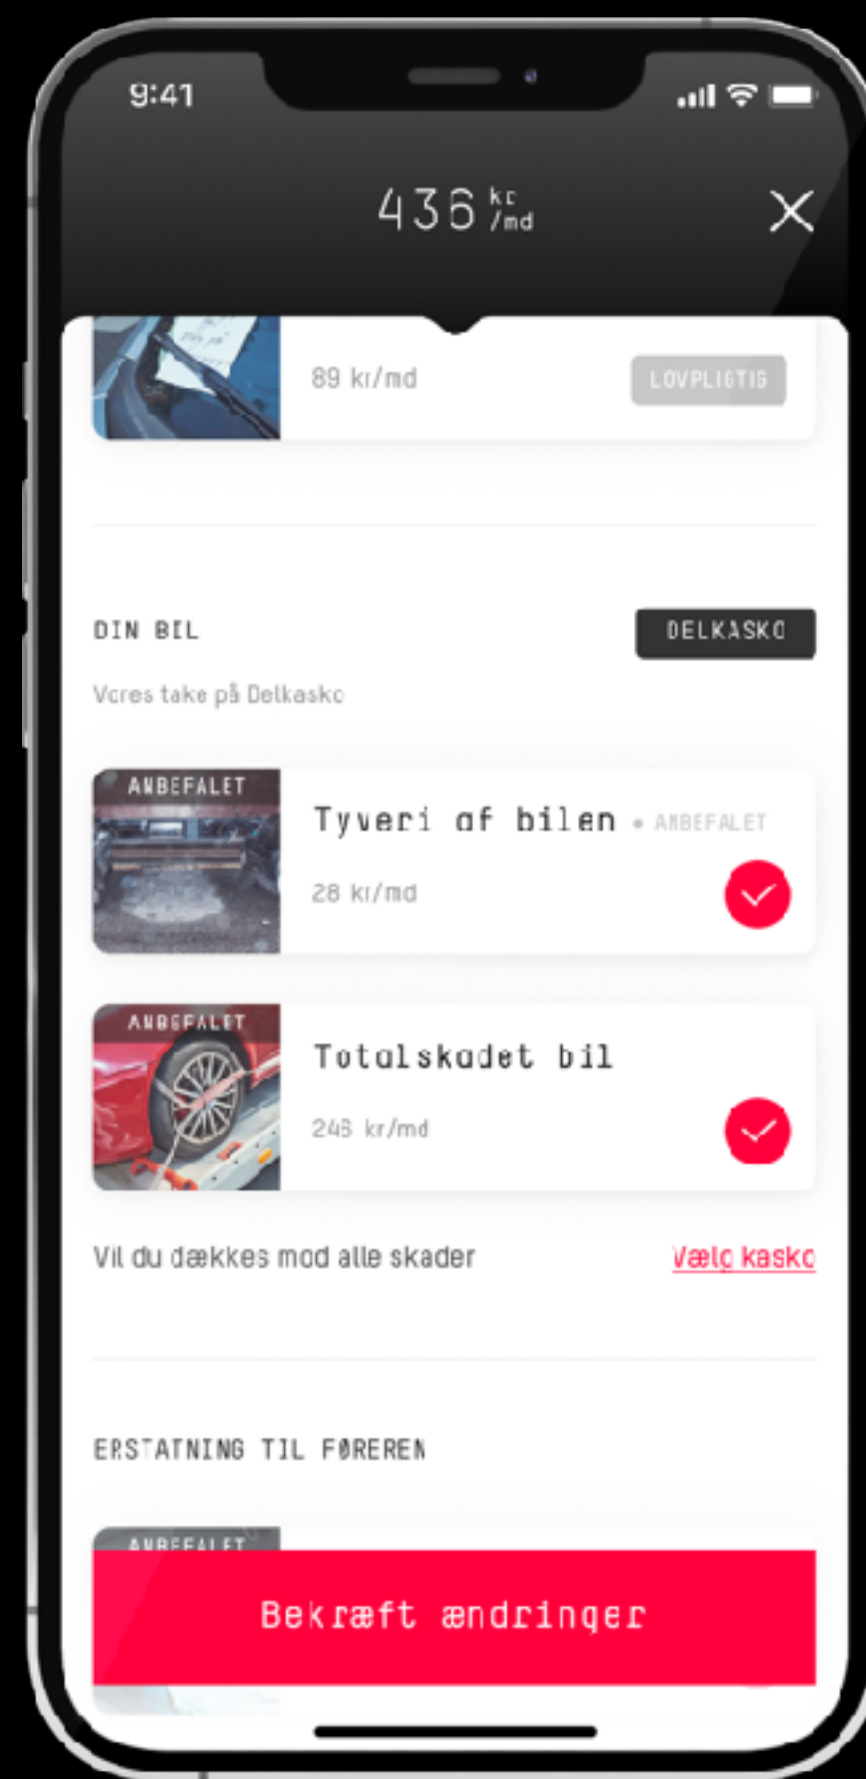 9:41
436 kr
/md
89 kr/md
LOVPLIGTIG
DIN BIL
DELKASKO
Vores take på Delkasko
ANBEFALET
Tyveri af bilen • ANBEFALET
28 kr/md
ANBEFALET
Totalskadet bil
kr/md
Vil du dækkes mod alle skader
Vælg kasko
ERSTATNING TIL FØREREN
ANBEFALET
Bekræft ændringer